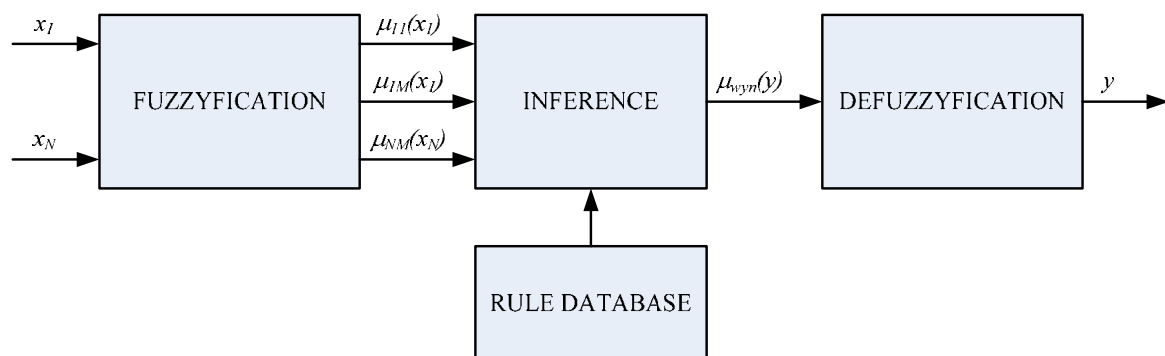 x1
xN
FUZZYFICATION
μ11(x1)
μ1M(x1)
μNM(xN)
INFERENCE
μwyn(y)
DEFUZZYFICATION
y
RULE DATABASE